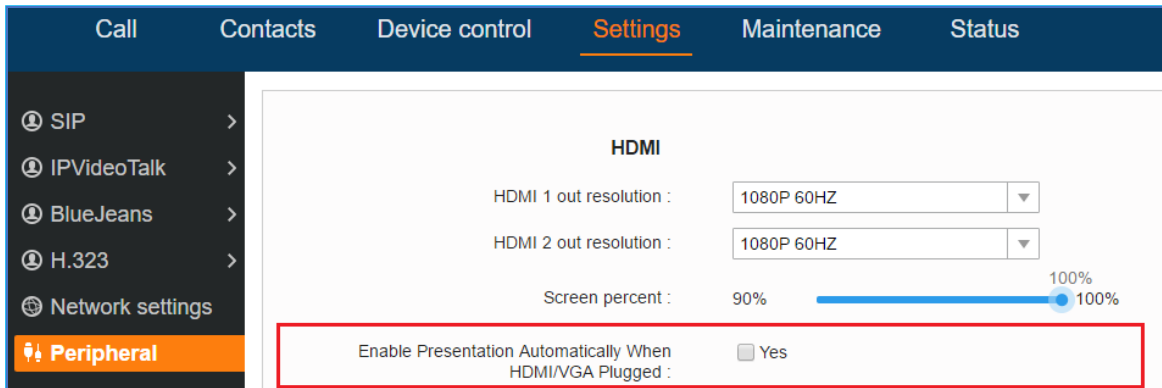 Call Contacts Device control Settings Maintenance Status
SIP
IPVideoTalk
BlueJeans
H.323
Network settings
Peripheral
HDMI
HDMI 1 out resolution : 1080P 60HZ
HDMI 2 out resolution : 1080P 60HZ
100%
Screen percent : 90% 100%
Enable Presentation Automatically When Yes
HDMI/VGA Plugged :